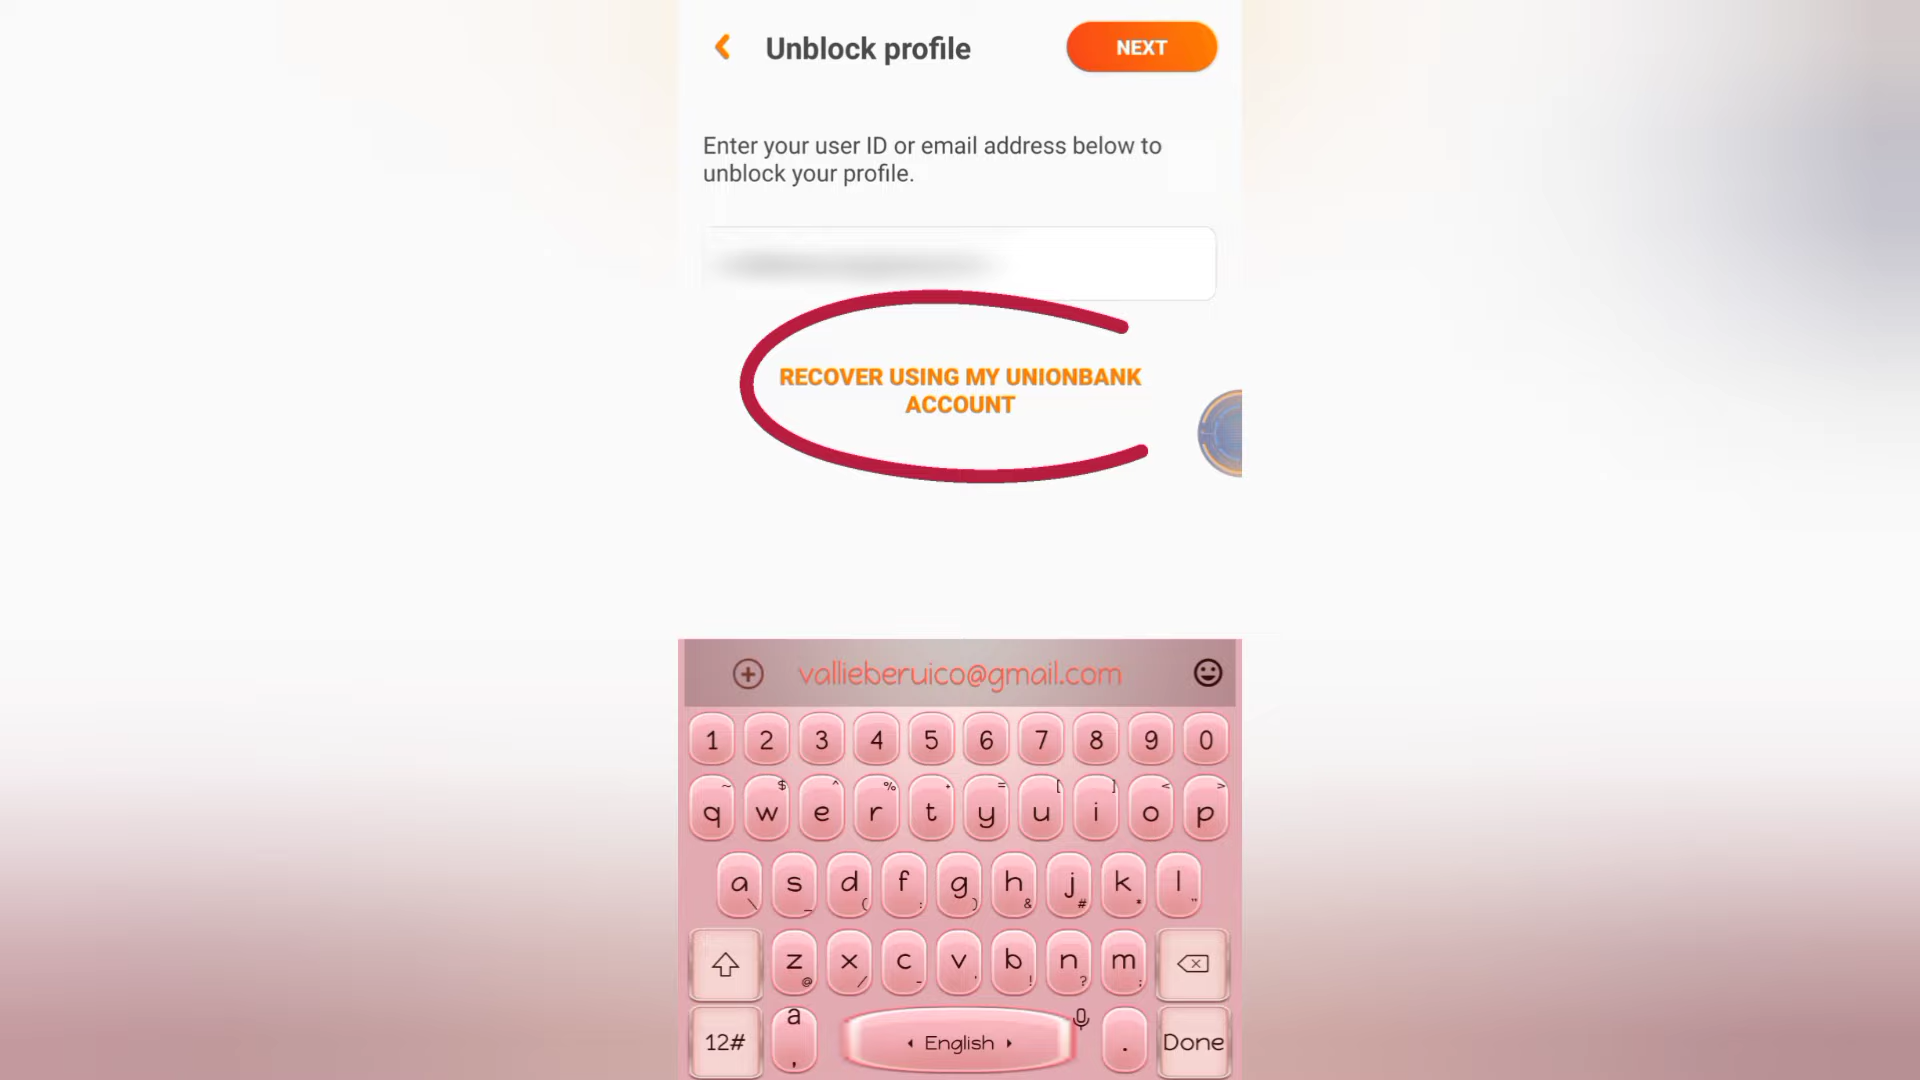 Unblock profile
NEXT
Enter your user ID or email address below to
unblock your profile.
RECOVER USING MY UNIONBANK
ACCOUNT
vallieberuico@gmail.com
1 2 3 4 5 6 7 8 9 0
~ $ ^ % • = [ ] < >
q w e r t y u i o p
a s d f g h j k l
\ _ ( : ) & # * "
z x c v b n m
@ / - ' ! ? ;
12# a , English . Done